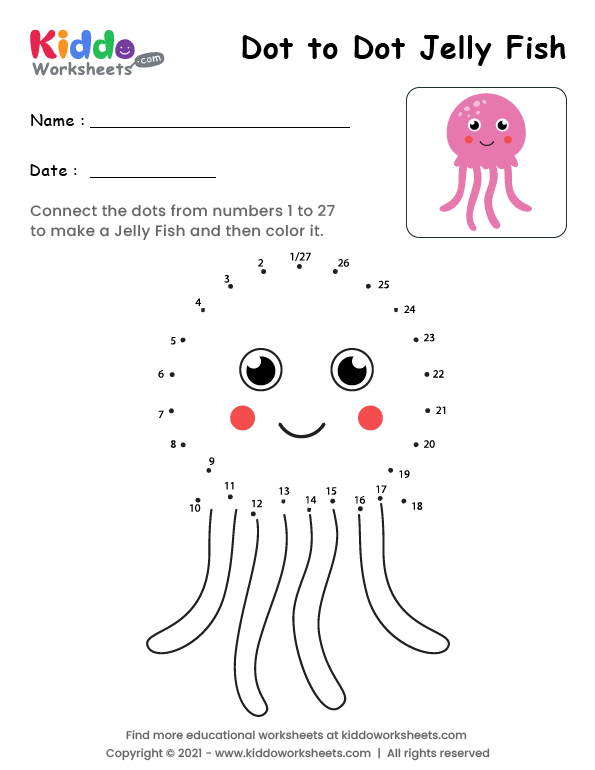 Kiddo
Worksheets.com
Dot to Dot Jelly Fish
Name :
Date :
Connect the dots from numbers 1 to 27
to make a Jelly Fish and then color it.
1/27
2
26
3
25
4
24
5
23
6
22
7
21
8
20
9
19
10
11
12
13
14
15
16
17
18
Find more educational worksheets at kiddoworksheets.com
Copyright © 2021 - www.kiddoworksheets.com | All rights reserved